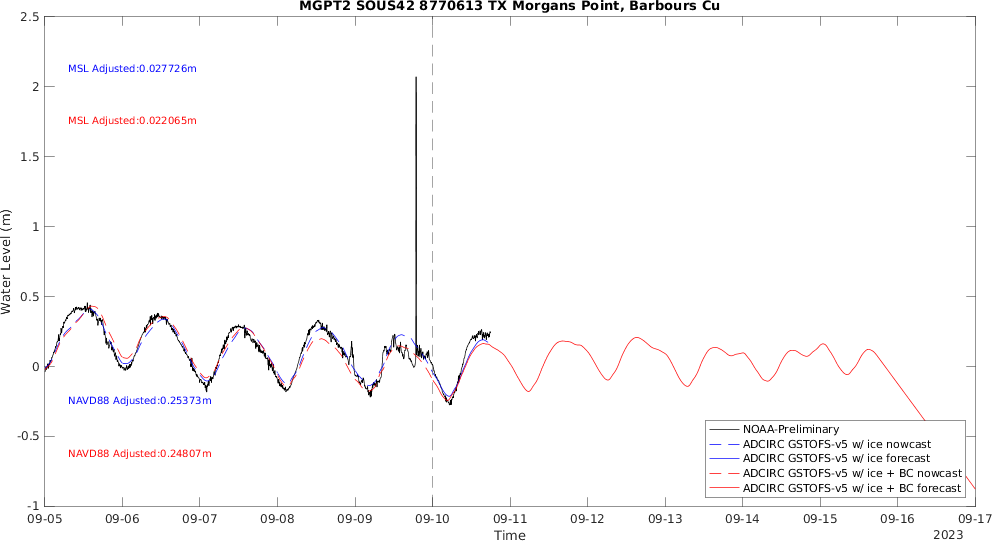 MGPT2 SOUS42 8770613 TX Morgans Point, Barbours Cu
2.5
2
1.5
1
0.5
0
-0.5
-1
Water Level (m)
MSL Adjusted:0.027726m
MSL Adjusted:0.022065m
NAVD88 Adjusted:0.25373m
NAVD88 Adjusted:0.24807m
NOAA-Preliminary
ADCIRC GSTOFS-v5 w/ ice nowcast
ADCIRC GSTOFS-v5 w/ ice forecast
ADCIRC GSTOFS-v5 w/ ice + BC nowcast
ADCIRC GSTOFS-v5 w/ ice + BC forecast
09-05 09-06 09-07 09-08 09-09 09-10 09-11 09-12 09-13 09-14 09-15 09-16 09-17
Time
2023